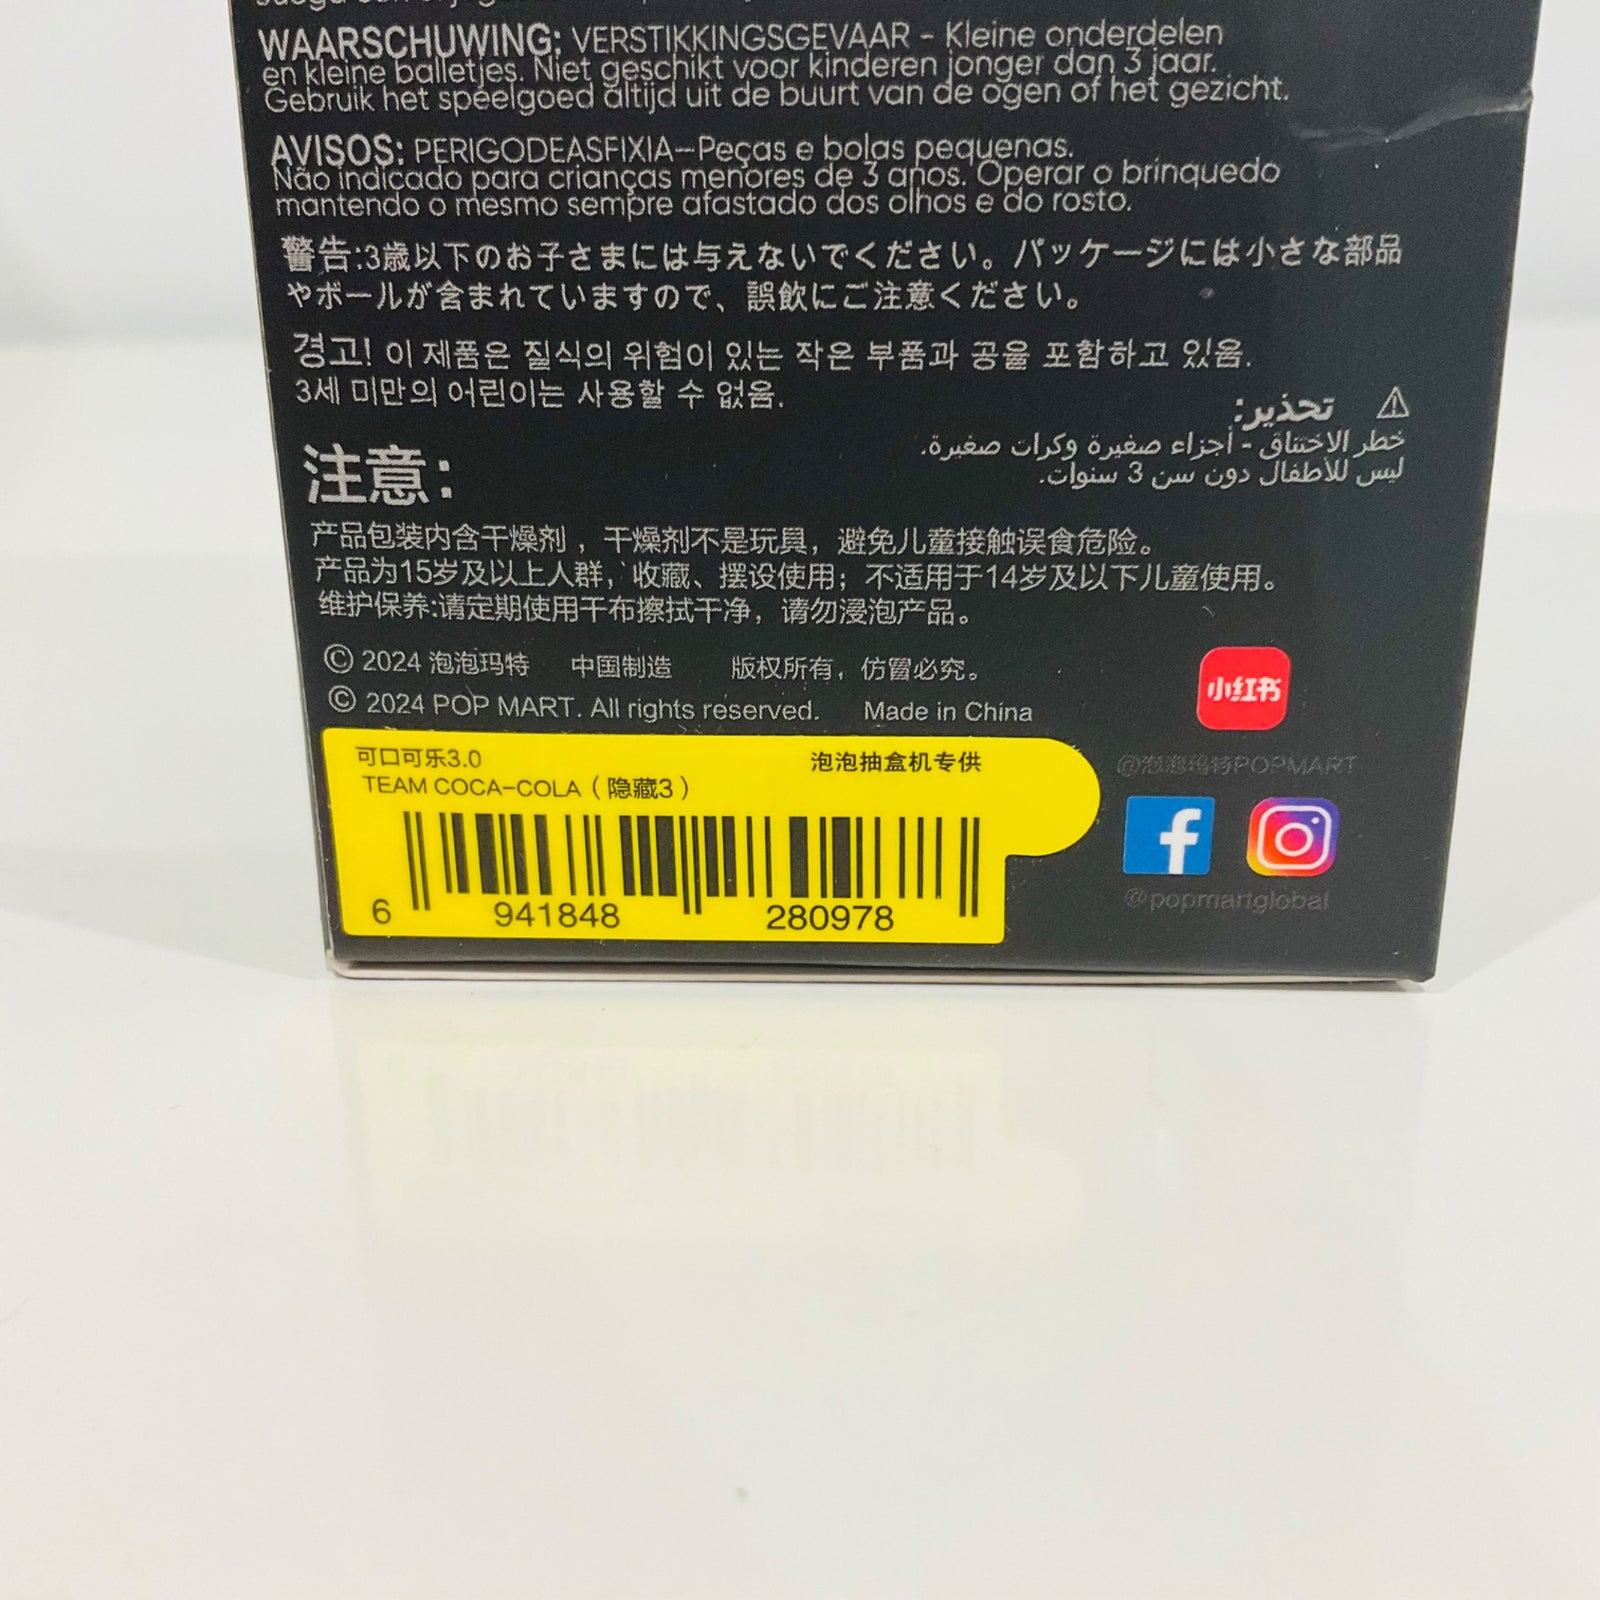 WAARSCHUWING: VERSTIKKINGSGEVAAR - Kleine onderdelen
en kleine balletjes. Niet geschikt voor kinderen jonger dan 3 jaar.
Gebruik het speelgoed altijd uit de buurt van de ogen of het gezicht.
AVISOS: PERIGODEASFIXIA—Peças e bolas pequenas.
Não indicado para crianças menores de 3 anos. Operar o brinquedo
mantendo o mesmo sempre afastado dos olhos e do rosto.
警告:3歳以下のお子さまには与えないでください。パッケージには小さな部品
やボールが含まれていますので、誤飲にご注意ください。
경고! 이 제품은 질식의 위험이 있는 작은 부품과 공을 포함하고 있음.
3세 미만의 어린이는 사용할 수 없음.
⚠ تحذير:
خطر الاختناق - أجزاء صغيرة وكرات صغيرة.
ليس للأطفال دون سن 3 سنوات.
注意:
产品包装内含干燥剂，干燥剂不是玩具，避免儿童接触误食危险。
产品为15岁及以上人群，收藏、摆设使用；不适用于14岁及以下儿童使用。
维护保养:请定期使用干布擦拭干净，请勿浸泡产品。
© 2024 泡泡玛特 中国制造 版权所有，仿冒必究。
© 2024 POP MART. All rights reserved. Made in China
小红书
@泡泡玛特POPMART
可口可乐3.0 泡泡抽盒机专供
TEAM COCA-COLA（隐藏3）
6 941848 280978
@popmartglobal